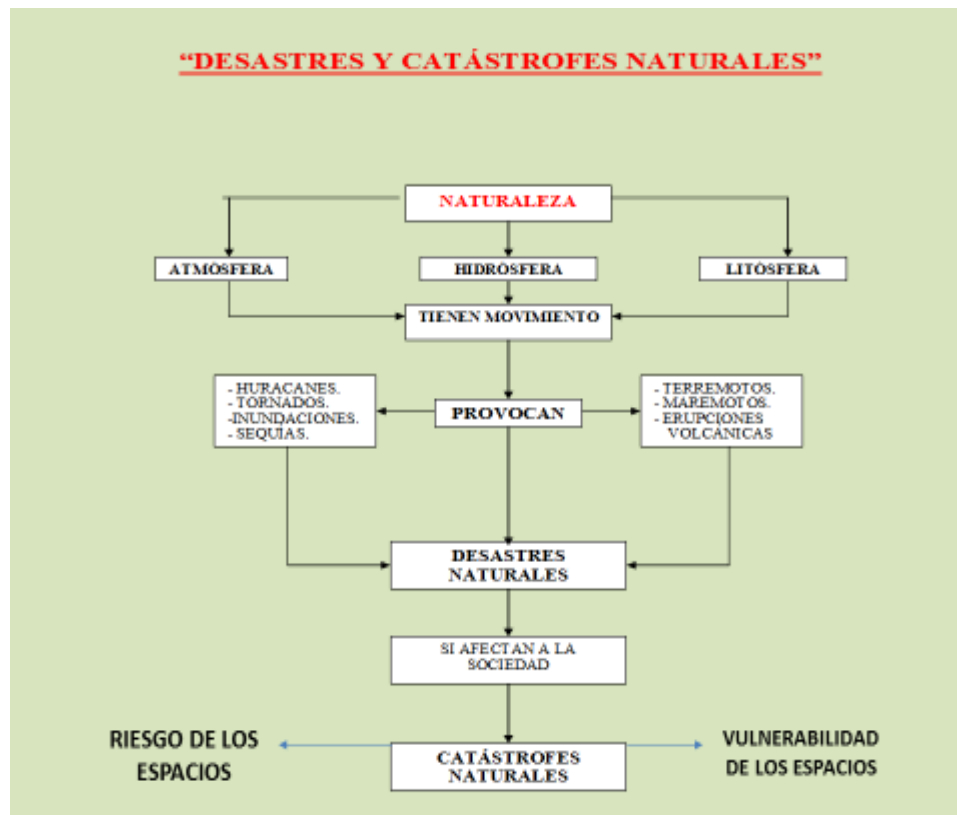 “DESASTRES Y CATÁSTROFES NATURALES”
NATURALEZA
ATMÓSFERA
HIDRÓSFERA
LITÓSFERA
TIENEN MOVIMIENTO
- HURACANES.
- TORNADOS.
-INUNDACIONES.
- SEQUIAS.
PROVOCAN
- TERREMOTOS.
- MAREMOTOS.
- ERUPCIONES
VOLCÁNICAS
DESASTRES
NATURALES
SI AFECTAN A LA
SOCIEDAD
RIESGO DE LOS
ESPACIOS
CATÁSTROFES
NATURALES
VULNERABILIDAD
DE LOS ESPACIOS